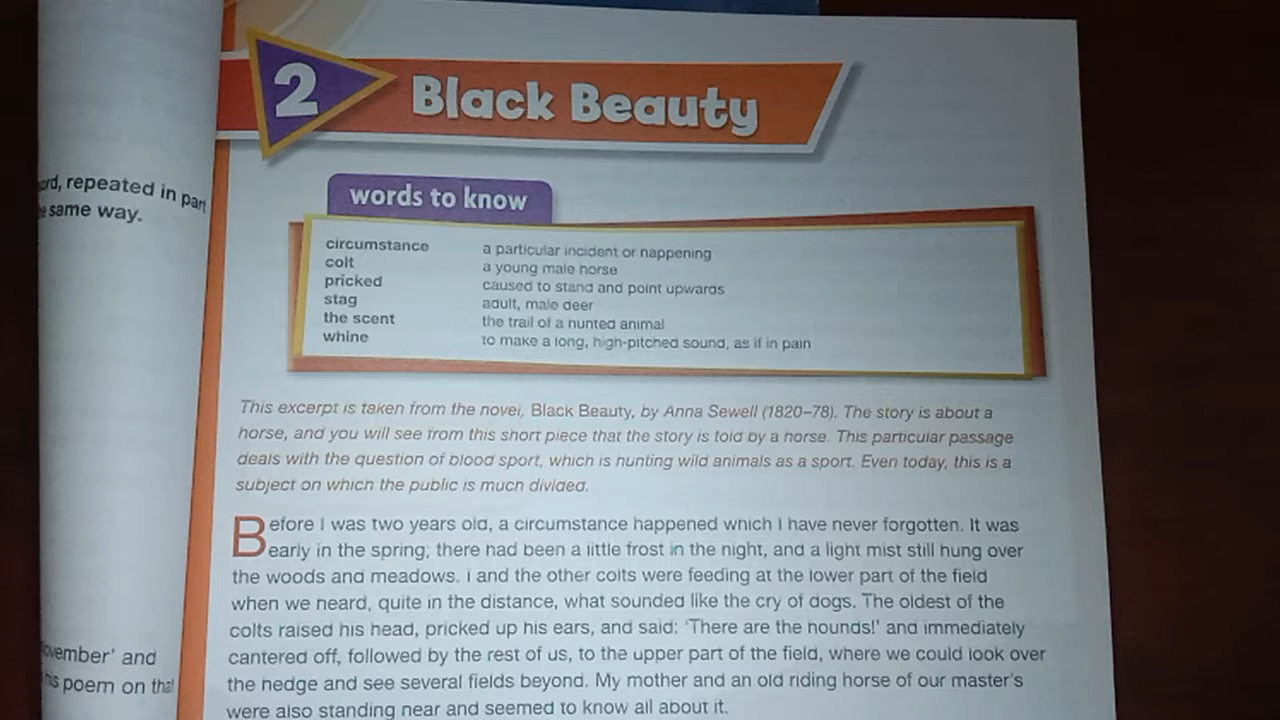 2
Black Beauty
words to know
circumstance a particular incident or happening
colt a young male horse
pricked caused to stand and point upwards
stag adult, male deer
the scent the trail of a hunted animal
whine to make a long, high-pitched sound, as if in pain
This excerpt is taken from the novel, Black Beauty, by Anna Sewell (1820–78). The story is about a
horse, and you will see from this short piece that the story is told by a horse. This particular passage
deals with the question of blood sport, which is hunting wild animals as a sport. Even today, this is a
subject on which the public is much divided.
Before I was two years old, a circumstance happened which I have never forgotten. It was
early in the spring; there had been a little frost in the night, and a light mist still hung over
the woods and meadows. I and the other colts were feeding at the lower part of the field
when we heard, quite in the distance, what sounded like the cry of dogs. The oldest of the
colts raised his head, pricked up his ears, and said: ‘There are the hounds!’ and immediately
cantered off, followed by the rest of us, to the upper part of the field, where we could look over
the hedge and see several fields beyond. My mother and an old riding horse of our master’s
were also standing near and seemed to know all about it.
repeated in part
same way.
and
poem on that